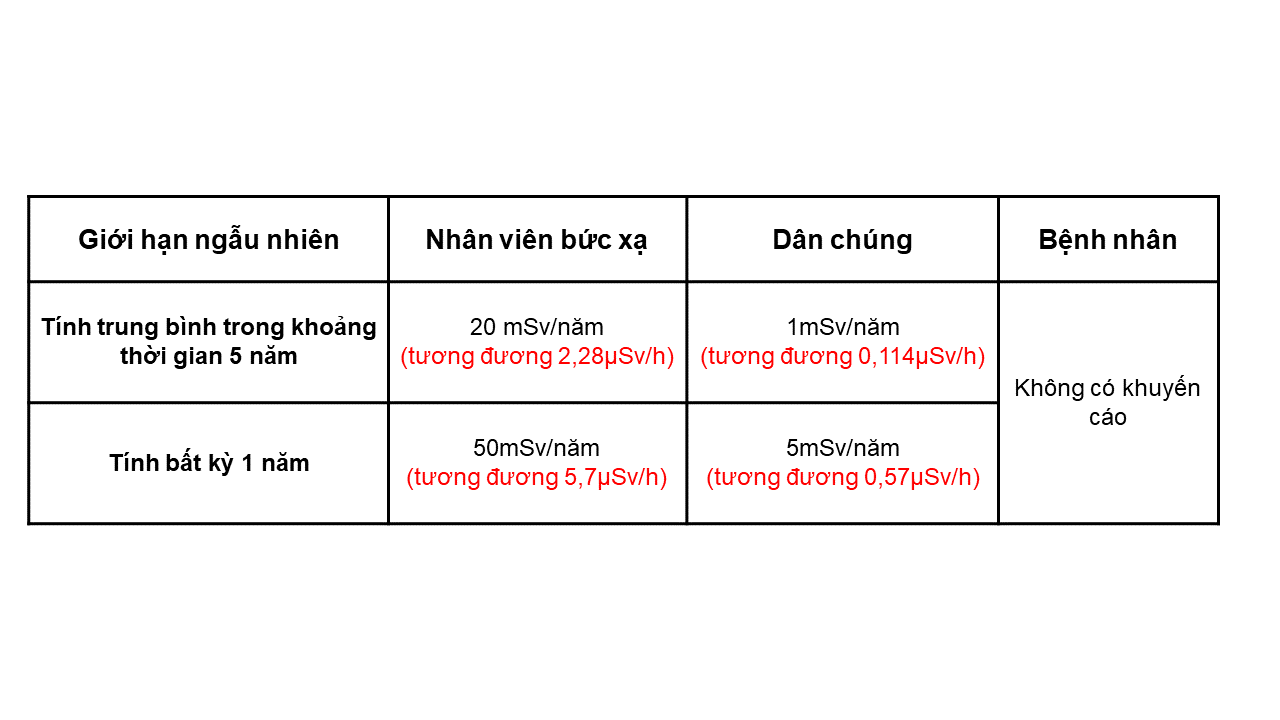 Giới hạn ngẫu nhiên
Nhân viên bức xạ
Dân chúng
Bệnh nhân
Tính trung bình trong khoảng
thời gian 5 năm
20 mSv/năm
(tương đương 2,28µSv/h)
1mSv/năm
(tương đương 0,114µSv/h)
Không có khuyến
cáo
Tính bất kỳ 1 năm
50mSv/năm
(tương đương 5,7µSv/h)
5mSv/năm
(tương đương 0,57µSv/h)